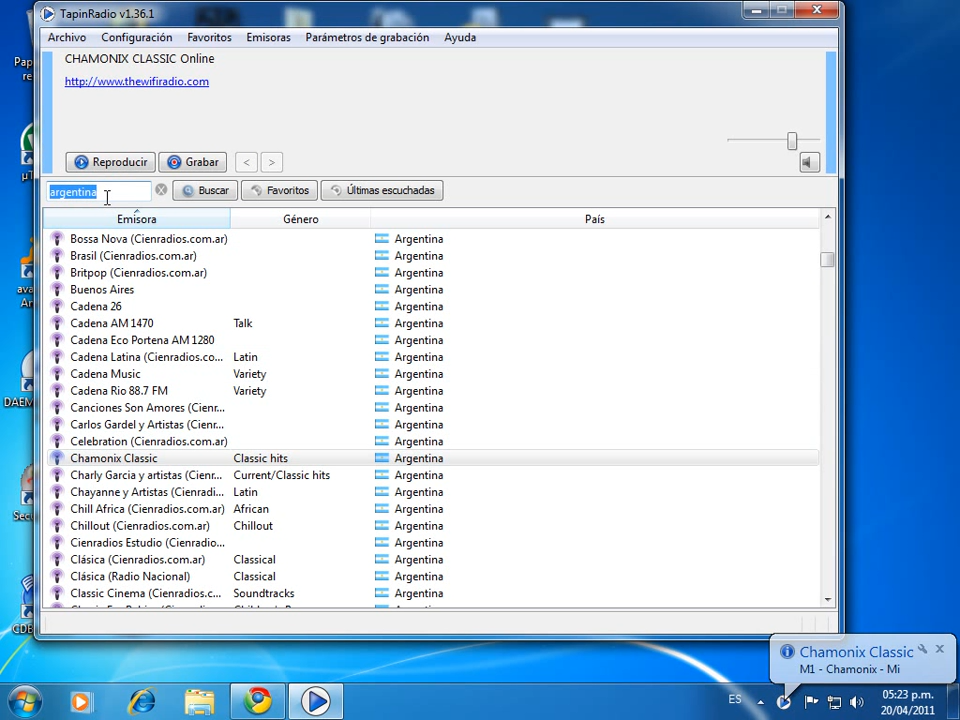 TapinRadio v1.36.1
Archivo Configuración Favoritos Emisoras Parámetros de grabación Ayuda
CHAMONIX CLASSIC Online
http://www.thewifiradio.com
Reproducir Grabar < >
argentina Buscar Favoritos Últimas escuchadas
Emisora Género País
Bossa Nova (Cienradios.com.ar) Argentina
Brasil (Cienradios.com.ar) Argentina
Britpop (Cienradios.com.ar) Argentina
Buenos Aires Argentina
Cadena 26 Argentina
Cadena AM 1470 Talk Argentina
Cadena Eco Portena AM 1280 Argentina
Cadena Latina (Cienradios.co... Latin Argentina
Cadena Music Variety Argentina
Cadena Rio 88.7 FM Variety Argentina
Canciones Son Amores (Cienr... Argentina
Carlos Gardel y Artistas (Cienr... Argentina
Celebration (Cienradios.com.ar) Argentina
Chamonix Classic Classic hits Argentina
Charly Garcia y artistas (Cienr... Current/Classic hits Argentina
Chayanne y Artistas (Cienradi... Latin Argentina
Chill Africa (Cienradios.com.ar) African Argentina
Chillout (Cienradios.com.ar) Chillout Argentina
Cienradios Estudio (Cienradio... Argentina
Clásica (Cienradios.com.ar) Classical Argentina
Clásica (Radio Nacional) Classical Argentina
Classic Cinema (Cienradios.c... Soundtracks Argentina
Chamonix Classic
M1 - Chamonix - Mi
ES
05:23 p.m.
20/04/2011